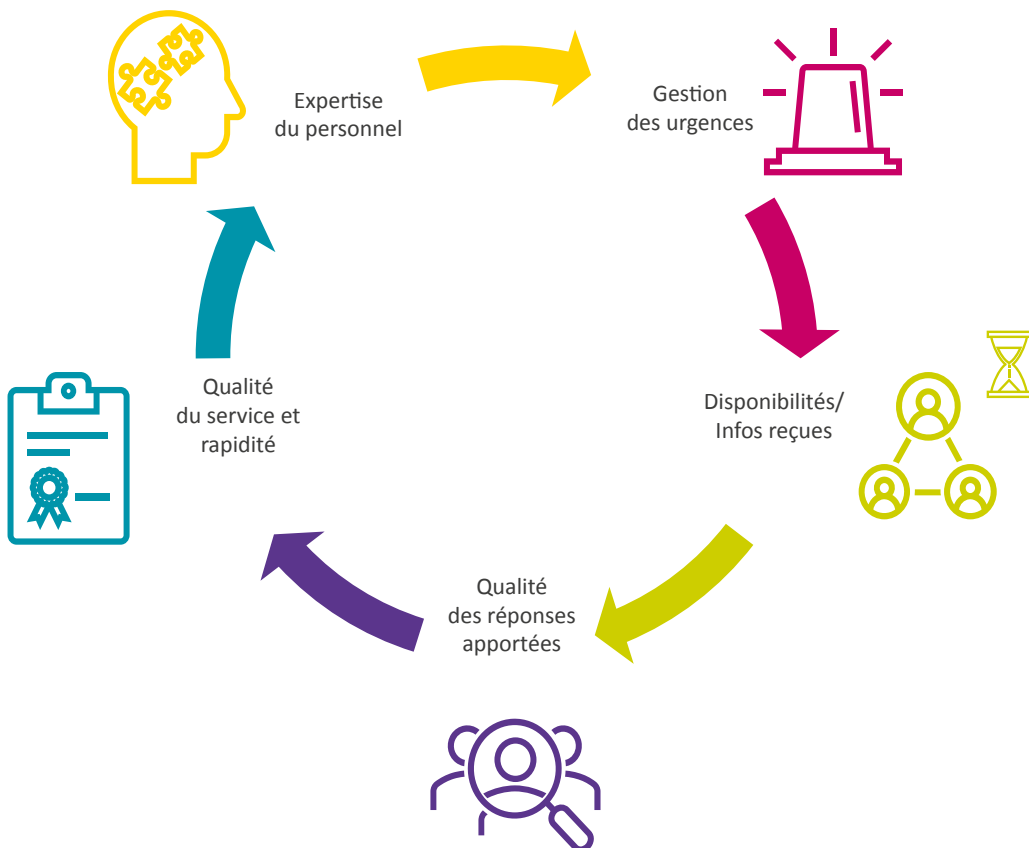 Expertise
du personnel
Gestion
des urgences
Disponibilités/
Infos reçues
Qualité
des réponses
apportées
Qualité
du service et
rapidité